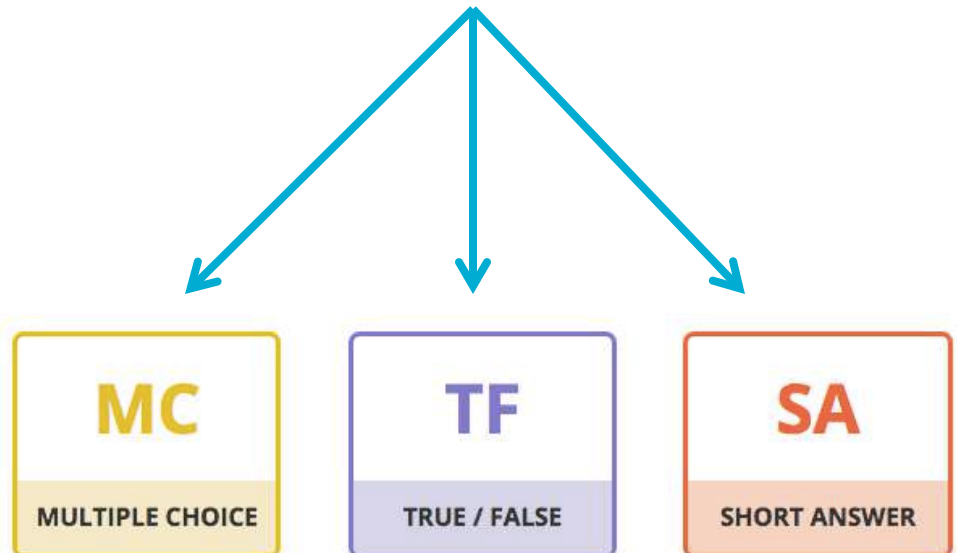 MC
MULTIPLE CHOICE
TF
TRUE / FALSE
SA
SHORT ANSWER